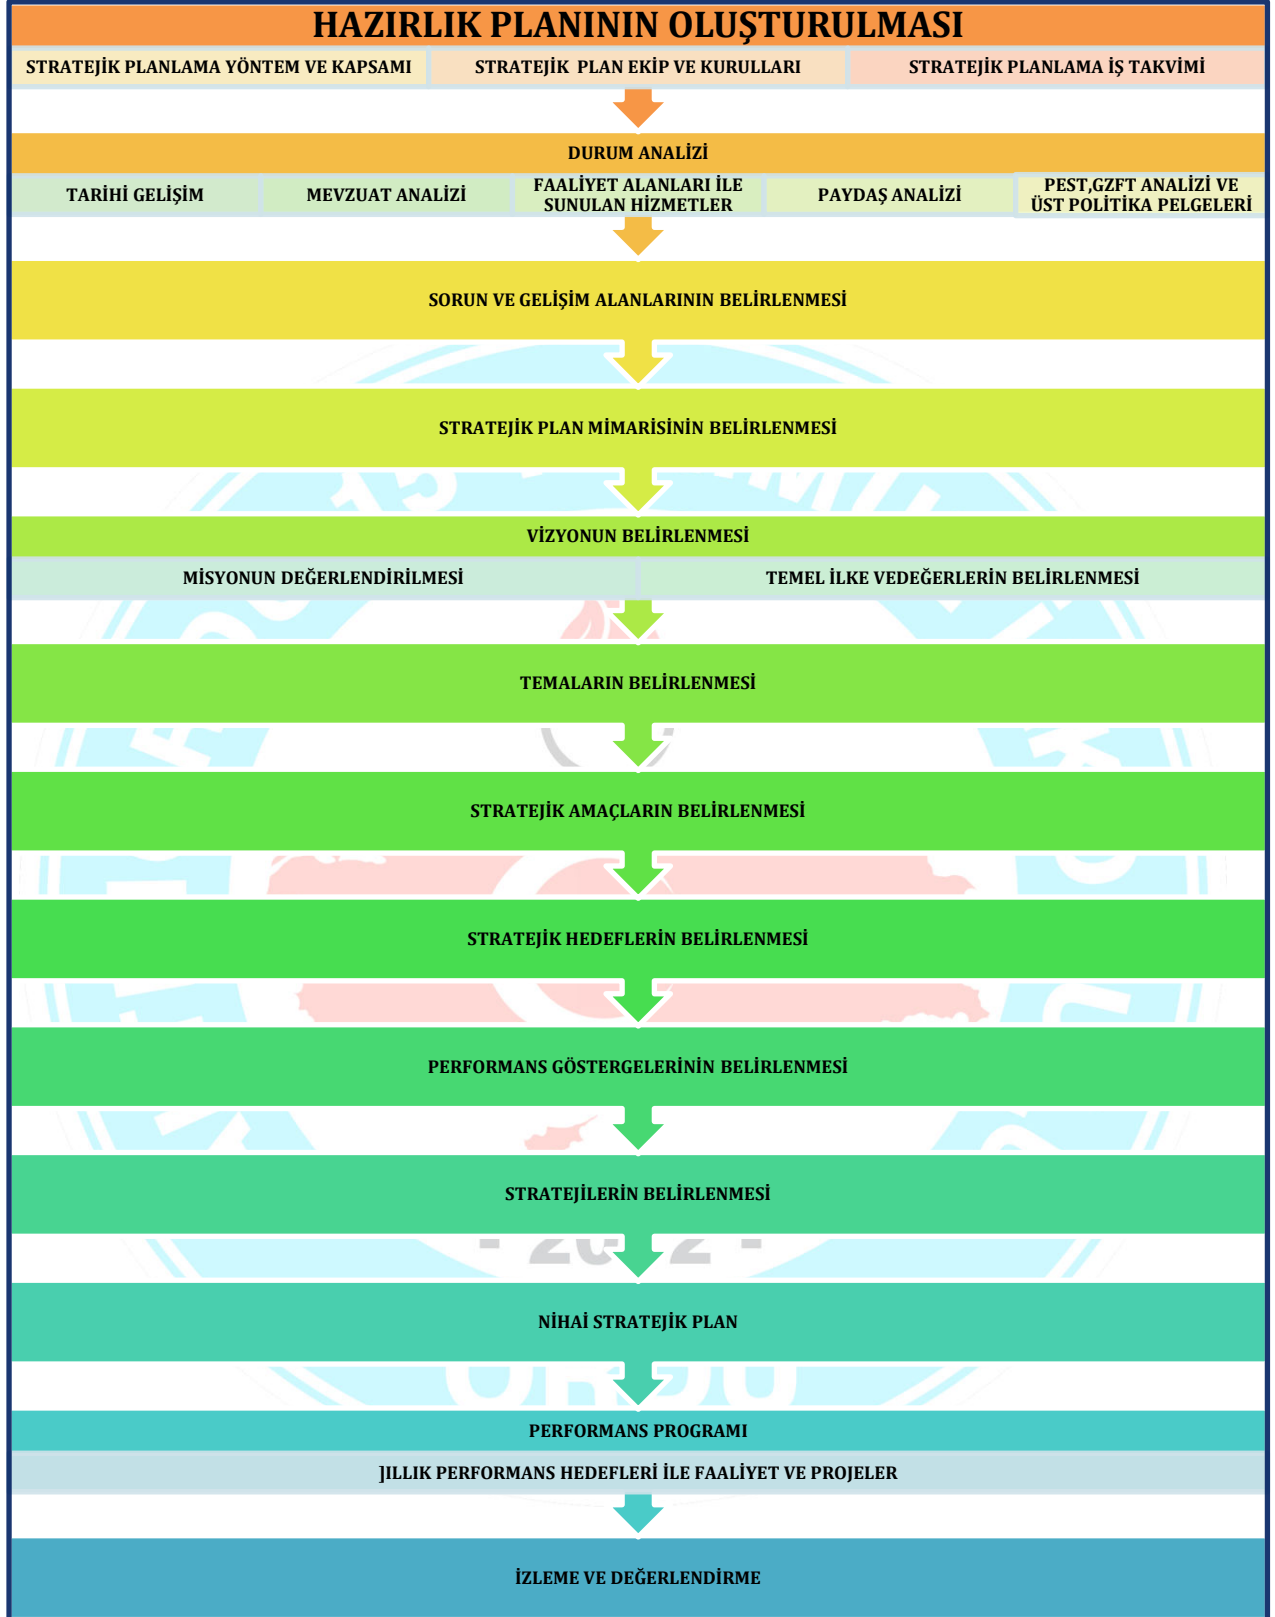 HAZIRLIK PLANININ OLUŞTURULMASI
STRATEJİK PLANLAMA YÖNTEM VE KAPSAMI
STRATEJİK PLAN EKİP VE KURULLARI
STRATEJİK PLANLAMA İŞ TAKVİMİ
DURUM ANALİZİ
TARİHİ GELİŞİM
MEVZUAT ANALİZİ
FAALİYET ALANLARI İLE
SUNULAN HİZMETLER
PAYDAŞ ANALİZİ
PEST,GZFT ANALİZİ VE
ÜST POLİTİKA PELGELERİ
SORUN VE GELİŞİM ALANLARININ BELİRLENMESİ
STRATEJİK PLAN MİMARİSİNİN BELİRLENMESİ
VİZYONUN BELİRLENMESİ
MİSYONUN DEĞERLENDİRİLMESİ
TEMEL İLKE VEDEĞERLERİN BELİRLENMESİ
TEMALARIN BELİRLENMESİ
STRATEJİK AMAÇLARIN BELİRLENMESİ
STRATEJİK HEDEFLERİN BELİRLENMESİ
PERFORMANS GÖSTERGELERİNİN BELİRLENMESİ
STRATEJİLERİN BELİRLENMESİ
NİHAİ STRATEJİK PLAN
ORDU
PERFORMANS PROGRAMI
]ILLIK PERFORMANS HEDEFLERİ İLE FAALİYET VE PROJELER
İZLEME VE DEĞERLENDİRME